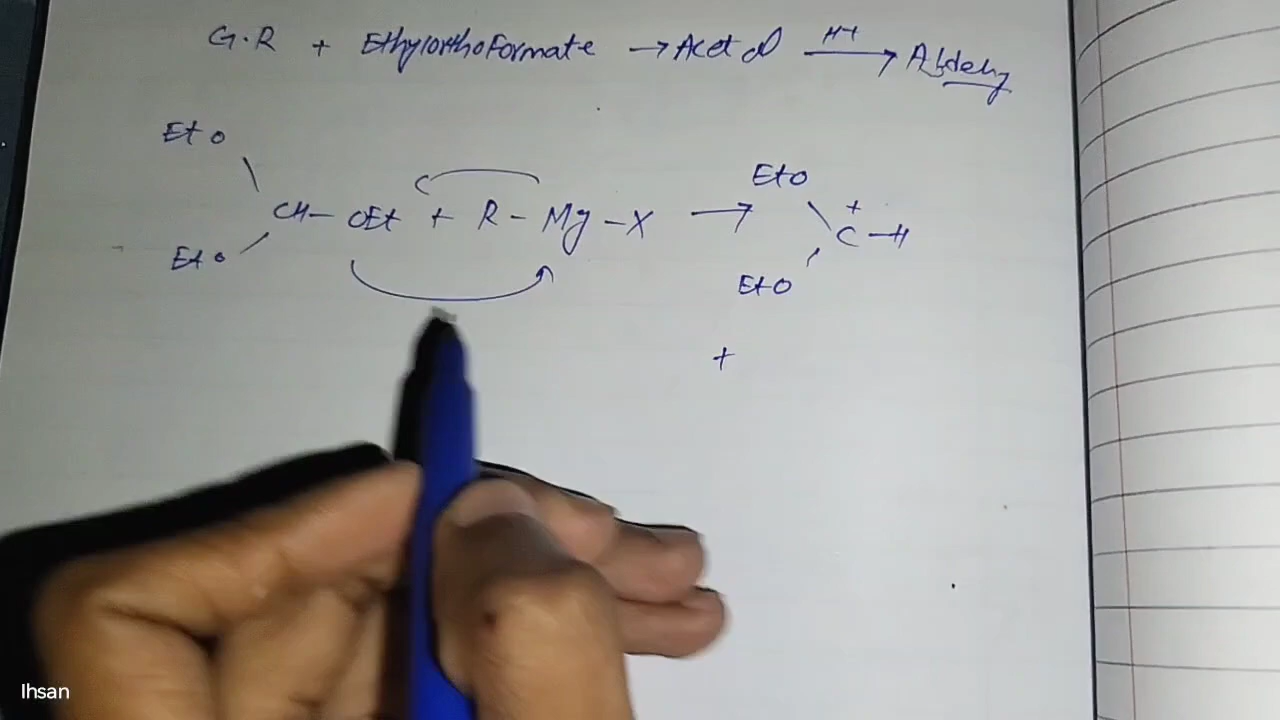 G.R + Ethylorthoformate → Acetal H+ → Aldehy
EtO
EtO
CH-OEt + R-Mg-X → C-H
+
EtO
EtO
+
Ihsan